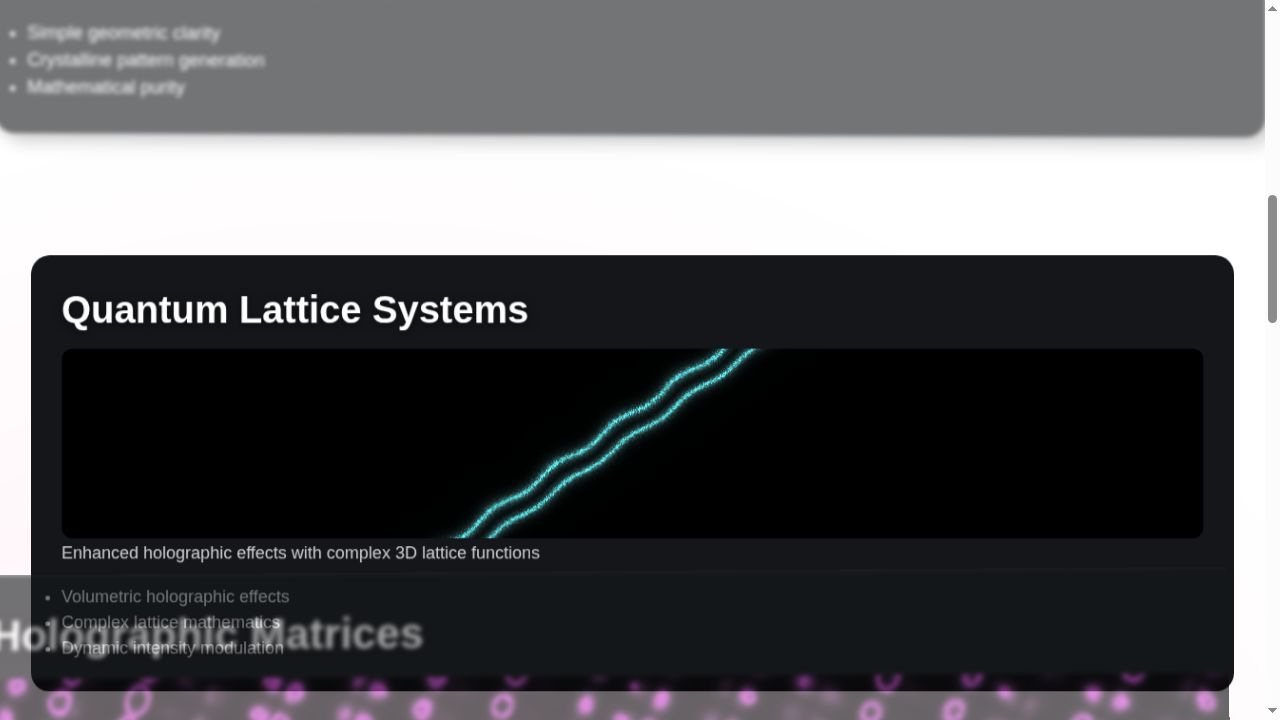 Simple geometric clarity
Crystalline pattern generation
Mathematical purity
Quantum Lattice Systems
Enhanced holographic effects with complex 3D lattice functions
Volumetric holographic effects
Complex lattice mathematics
Holographic Matrices
Dynamic intensity modulation